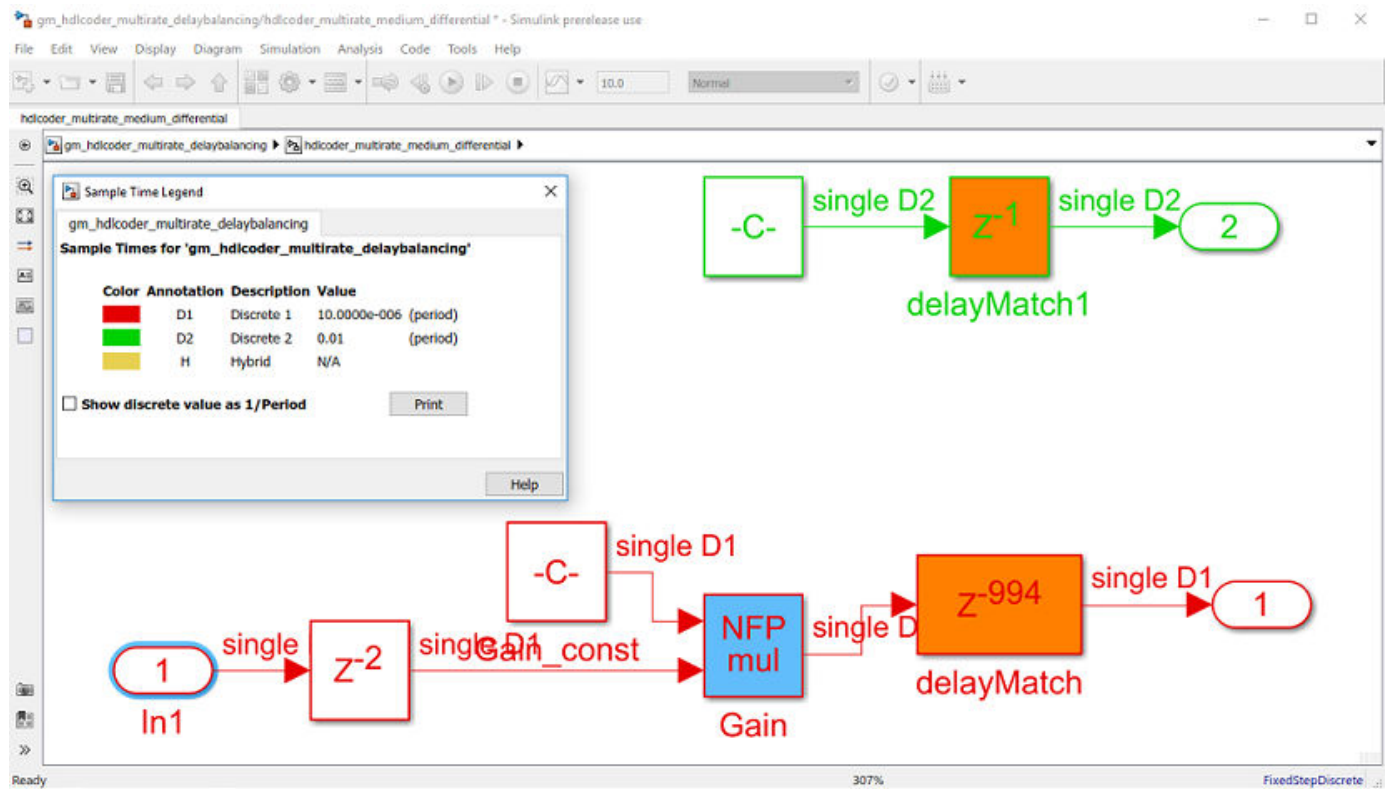 gm_hdlcoder_multirate_delaybalancing/hdlcoder_multirate_medium_differential * - Simulink prerelease use
File Edit View Display Diagram Simulation Analysis Code Tools Help
10.0 Normal
hdlcoder_multirate_medium_differential
gm_hdlcoder_multirate_delaybalancing hdlcoder_multirate_medium_differential
Sample Time Legend
gm_hdlcoder_multirate_delaybalancing
Sample Times for 'gm_hdlcoder_multirate_delaybalancing'
Color Annotation Description Value
D1 Discrete 1 10.0000e-006 (period)
D2 Discrete 2 0.01 (period)
H Hybrid N/A
Show discrete value as 1/Period Print
Help
-C- single D2 Z-1 single D2 2
delayMatch1
-C- single D1
1 single Z-2 single D1 Gain_const NFP mul single D Z-994 single D1 1
In1 Gain delayMatch
Ready 307% FixedStepDiscrete